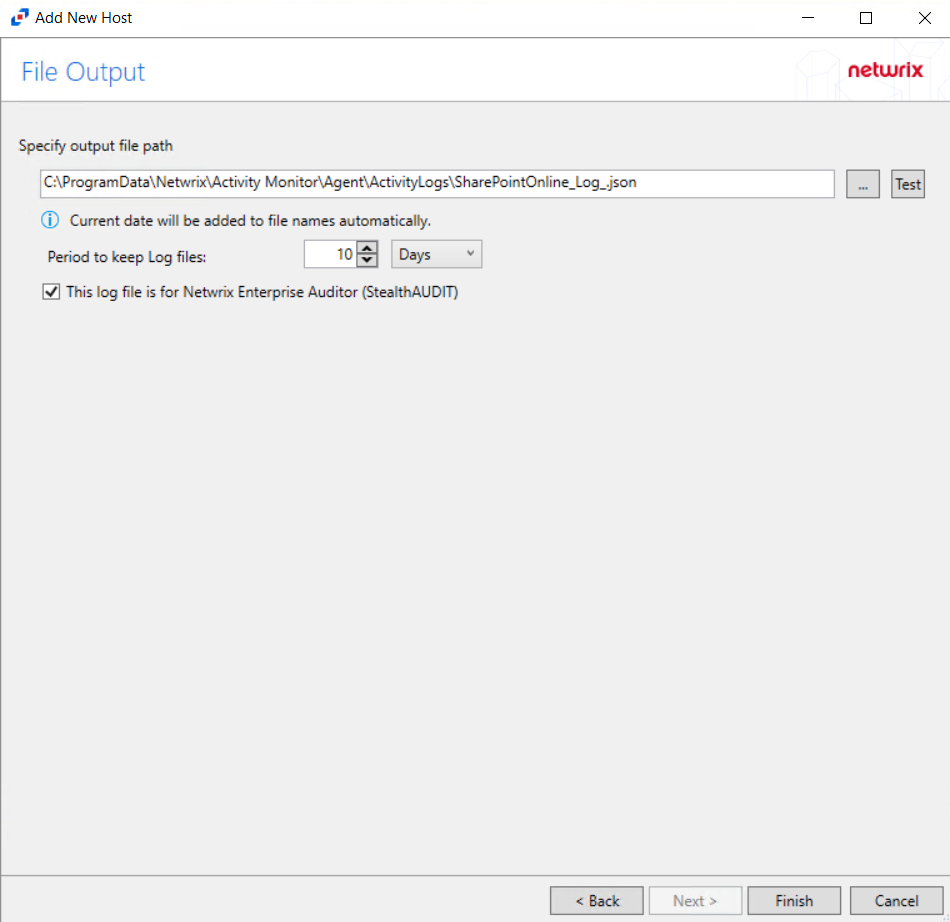 Add New Host
File Output
netwrix
Specify output file path
C:\ProgramData\Netwrix\Activity Monitor\Agent\ActivityLogs\SharePointOnline_Log_.json
...
Test
Current date will be added to file names automatically.
Period to keep Log files:
10
Days
This log file is for Netwrix Enterprise Auditor (StealthAUDIT)
< Back
Next >
Finish
Cancel